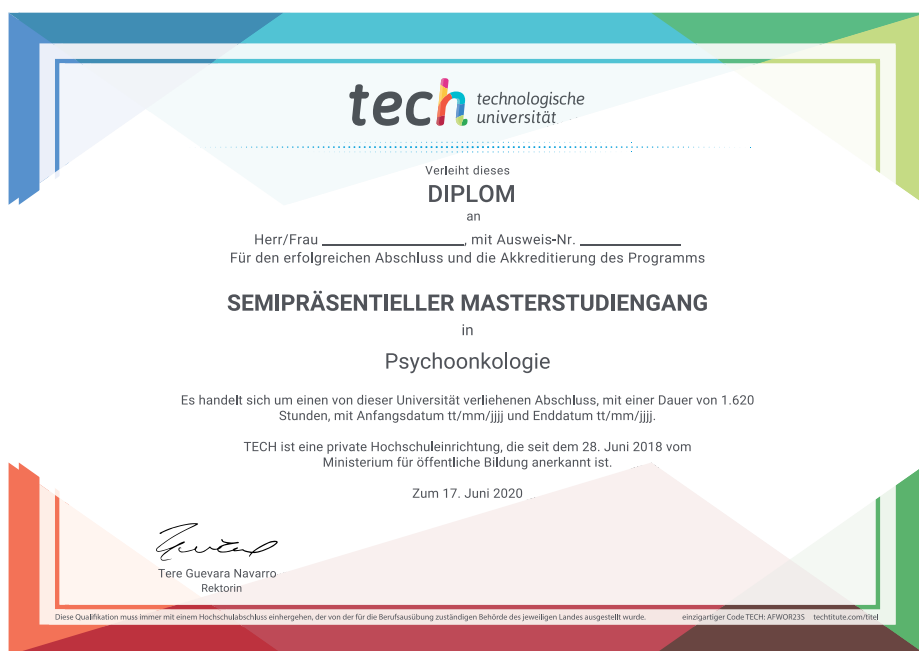 tech technologische
universität
Verleiht dieses
DIPLOM
an
Herr/Frau ____________, mit Ausweis-Nr. ____________
Für den erfolgreichen Abschluss und die Akkreditierung des Programms
SEMIPRÄSENTIELLER MASTERSTUDIENGANG
in
Psychoonkologie
Es handelt sich um einen von dieser Universität verliehenen Abschluss, mit einer Dauer von 1.620
Stunden, mit Anfangsdatum tt/mm/jjjj und Enddatum tt/mm/jjjj.
TECH ist eine private Hochschuleinrichtung, die seit dem 28. Juni 2018 vom
Ministerium für öffentliche Bildung anerkannt ist.
Zum 17. Juni 2020
Tere Guevara Navarro
Rektorin
Diese Qualifikation muss immer mit einem Hochschulabschluss einhergehen, der von der für die Berufsausübung zuständigen Behörde des jeweiligen Landes ausgestellt wurde. einzigartiger Code TECH: AFWOR23S techtitute.com/titel